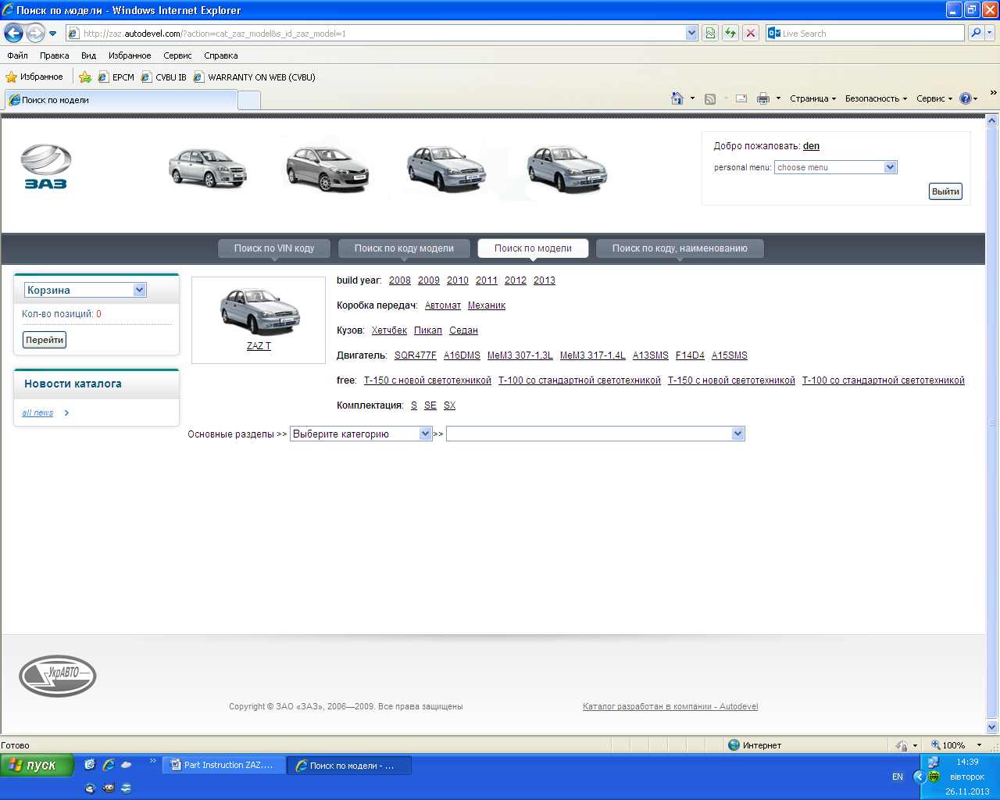 Поиск по модели - Windows Internet Explorer
http://zaz.autodevel.com/?action=cat_zaz_model&s_id_zaz_model=1
Live Search
Файл Правка Вид Избранное Сервис Справка
Избранное EPCM CVBU IB WARRANTY ON WEB (CVBU)
Поиск по модели
Страница Безопасность Сервис
ЗАЗ
Добро пожаловать: den
personal menu: choose menu
Выйти
Поиск по VIN коду Поиск по коду модели Поиск по модели Поиск по коду, наименованию
Корзина
Кол-во позиций: 0
Перейти
Новости каталога
all news
ZAZ T
build year: 2008 2009 2010 2011 2012 2013
Коробка передач: Автомат Механик
Кузов: Хетчбек Пикап Седан
Двигатель: SQR477F A16DMS МеМЗ 307-1,3L МеМЗ 317-1,4L A13SMS F14D4 A15SMS
free: T-150 с новой светотехникой T-100 со стандартной светотехникой T-150 с новой светотехникой T-100 со стандартной светотехникой
Комплектация: S SE SX
Основные разделы >> Выберите категорию >>
УкрАВТО
Copyright © ЗАО «ЗАЗ», 2006—2009. Все права защищены
Каталог разработан в компании - Autodevel
Готово
Интернет
100%
пуск
Part Instruction ZAZ....
Поиск по модели - ...
EN
14:39
вівторок
26.11.2013